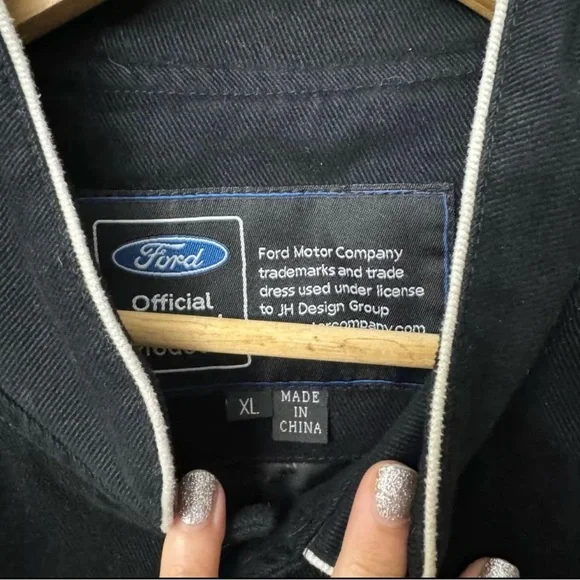 Ford
Official
Ford Motor Company
trademarks and trade
dress used under license
to JH Design Group
XL
MADE
IN
CHINA